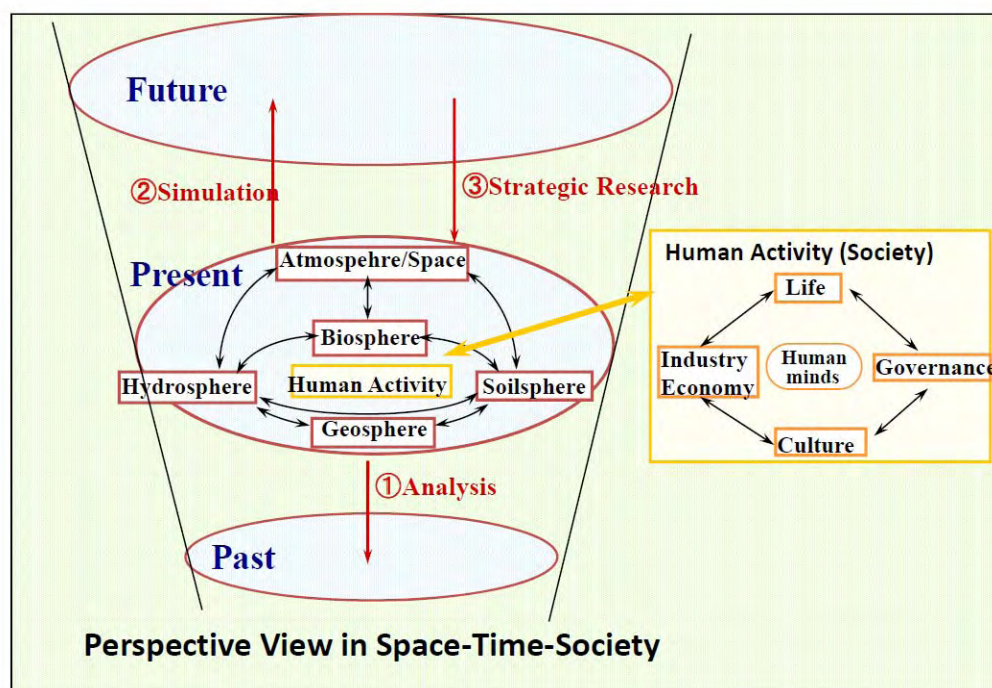 Future
②Simulation
③Strategic Research
Present
Atmospehre/Space
Biosphere
Hydrosphere
Human Activity
Soilsphere
Geosphere
Human Activity (Society)
Life
Industry
Economy
Human
minds
Governance
Culture
①Analysis
Past
Perspective View in Space-Time-Society